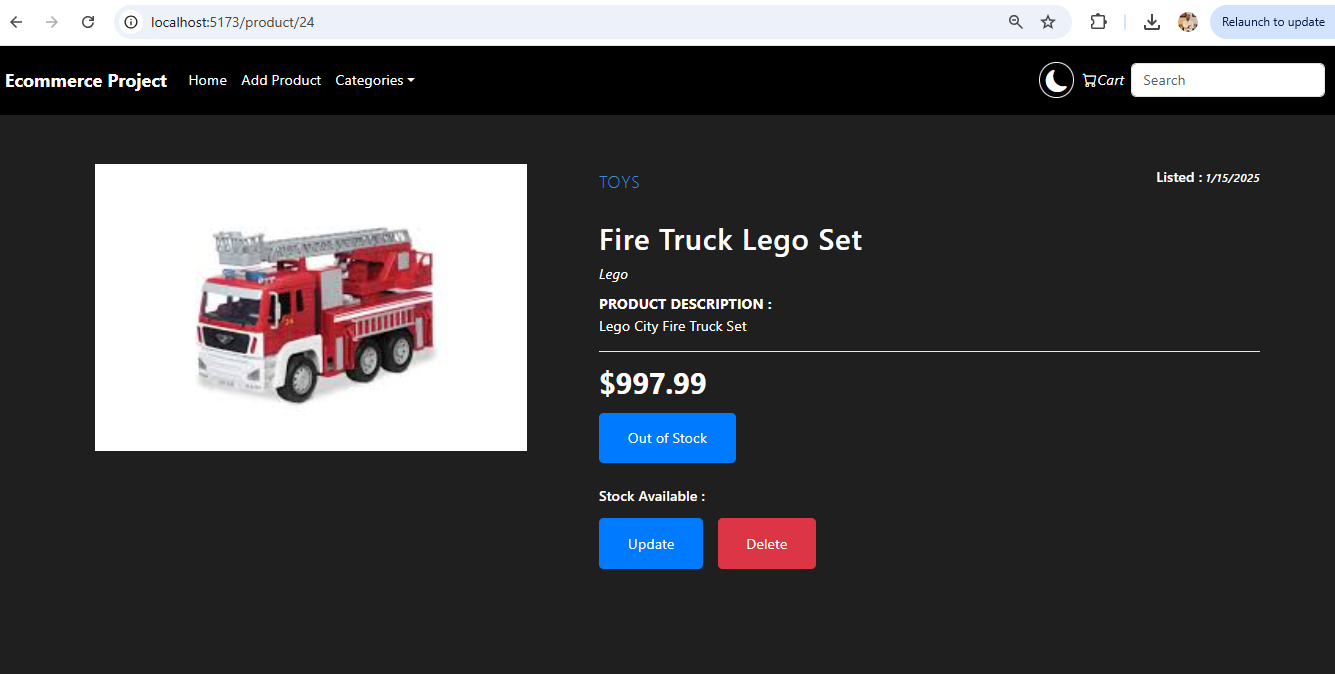 localhost:5173/product/24
Relaunch to update
Ecommerce Project Home Add Product Categories Cart Search
TOYS
Listed : 1/15/2025
Fire Truck Lego Set
Lego
PRODUCT DESCRIPTION :
Lego City Fire Truck Set
$997.99
Out of Stock
Stock Available :
Update Delete